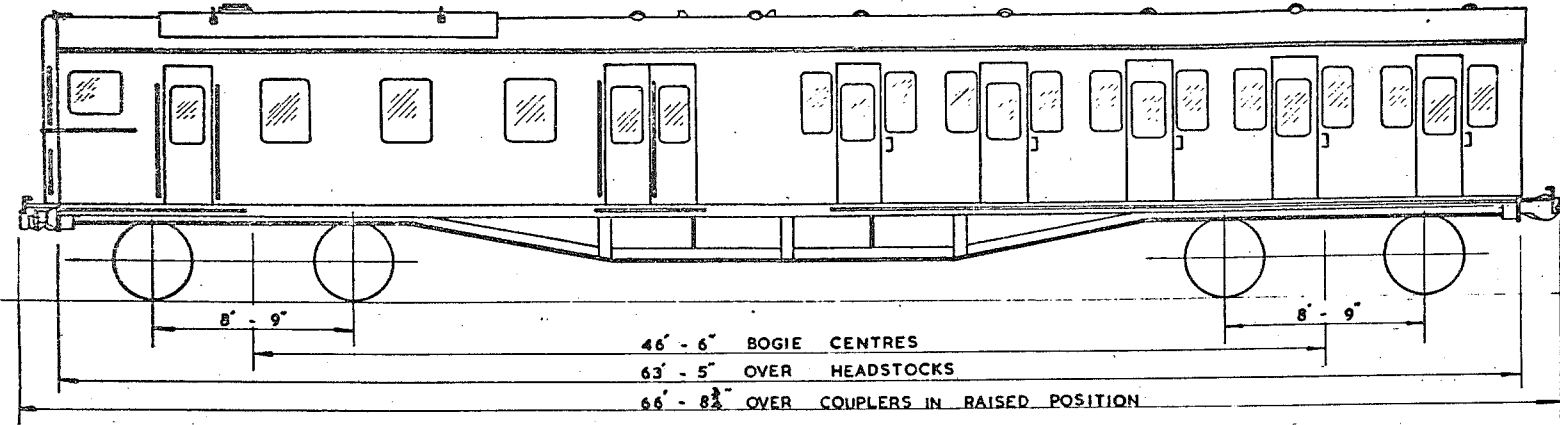 8' - 9"
8' - 9"
46' - 6" BOGIE CENTRES
63' - 5" OVER HEADSTOCKS
66' - 8¾" OVER COUPLERS IN RAISED POSITION